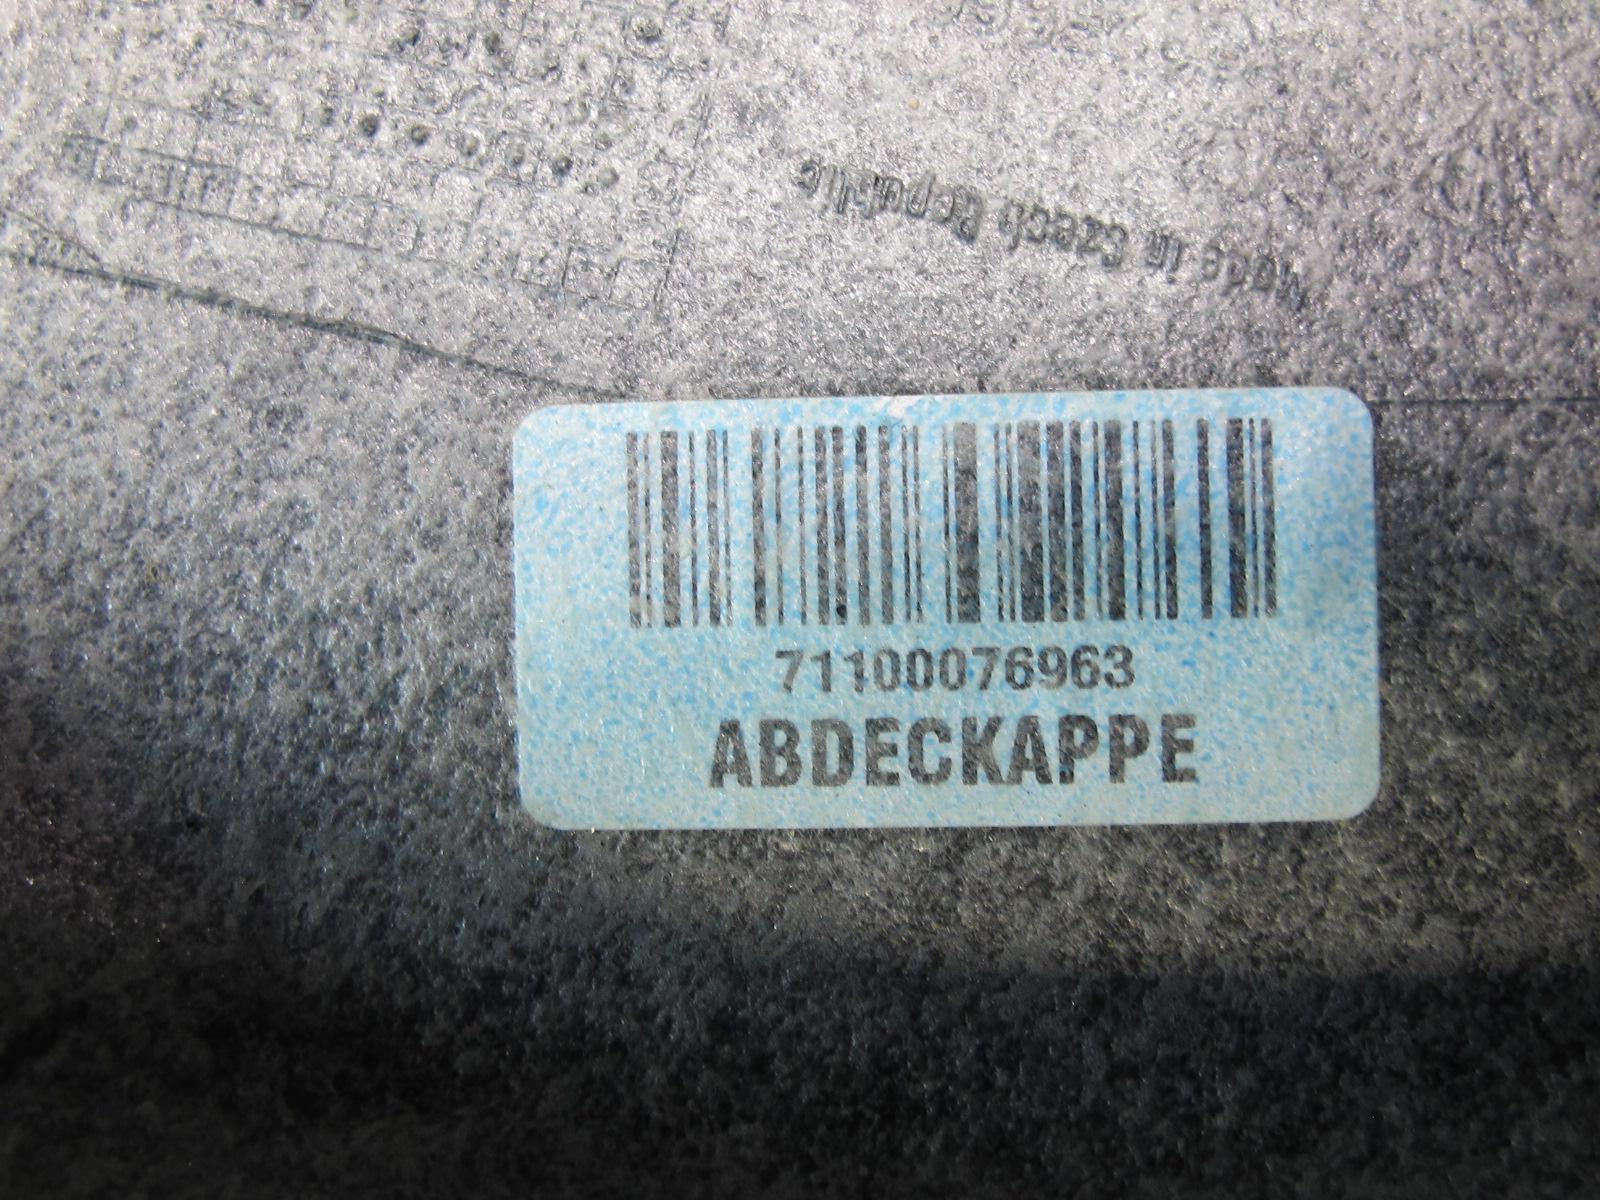 Made in Czech Republic
71100076963
ABDECKAPPE